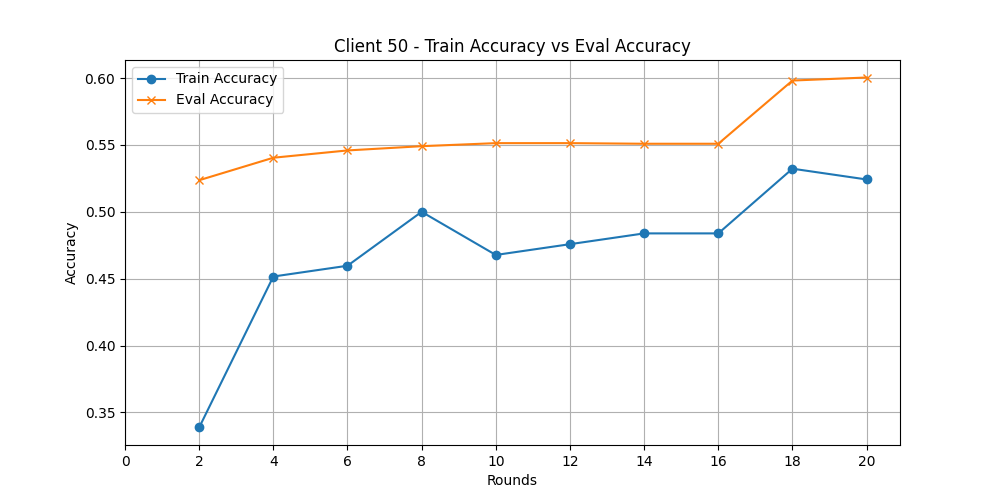 Client 50 - Train Accuracy vs Eval Accuracy
Train Accuracy
Eval Accuracy
Accuracy
0.60
0.55
0.50
0.45
0.40
0.35
0 2 4 6 8 10 12 14 16 18 20
Rounds